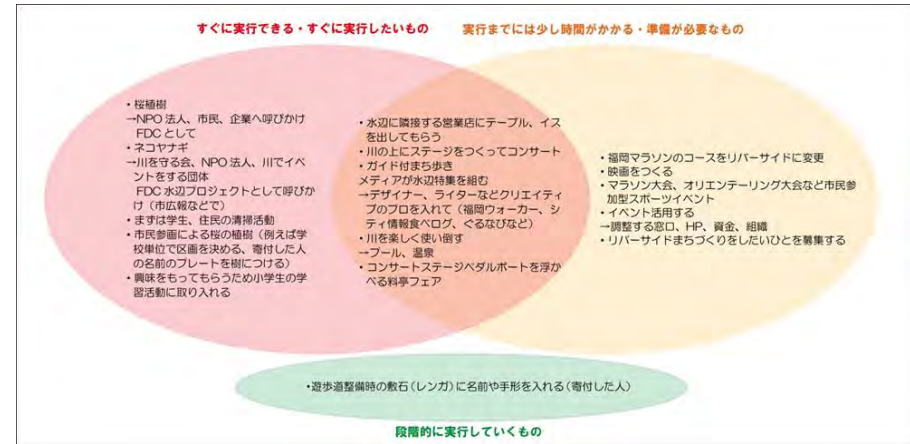 すぐに実行できる・すぐに実行したいもの
実行までには少し時間がかかる・準備が必要なもの
・桜植樹
→NPO 法人、市民、企業へ呼びかけ
FDC として
・ネコヤナギ
→川を守る会、NPO 法人、川でイベ
ントをする団体
FDC 水辺プロジェクトとして呼びか
け（市広報などで）
・まずは学生、住民の清掃活動
・市民参画による桜の植樹（例えば学
校単位で区画を決める、寄付した人
の名前のプレートを樹につける）
・興味をもってもらうため小学生の学
習活動に取り入れる
・水辺に隣接する営業店にテーブル、イス
を出してもらう
・川の上にステージをつくってコンサート
・ガイド付まち歩き
メディアが水辺特集を組む
→デザイナー、ライターなどクリエイティ
ブのプロを入れて（福岡ウォーカー、シ
ティ情報食べログ、ぐるなびなど）
・川を楽しく使い倒す
→プール、温泉
・コンサートステージペダルボートを浮か
べる料亭フェア
・福岡マラソンのコースをリバーサイドに変更
・映画をつくる
・マラソン大会、オリエンテーリング大会など市民参
加型スポーツイベント
・イベント活用する
→調整する窓口、HP、資金、組織
・リバーサイドまちづくりをしたいひとを募集する
・遊歩道整備時の敷石（レンガ）に名前や手形を入れる（寄付した人）
段階的に実行していくもの